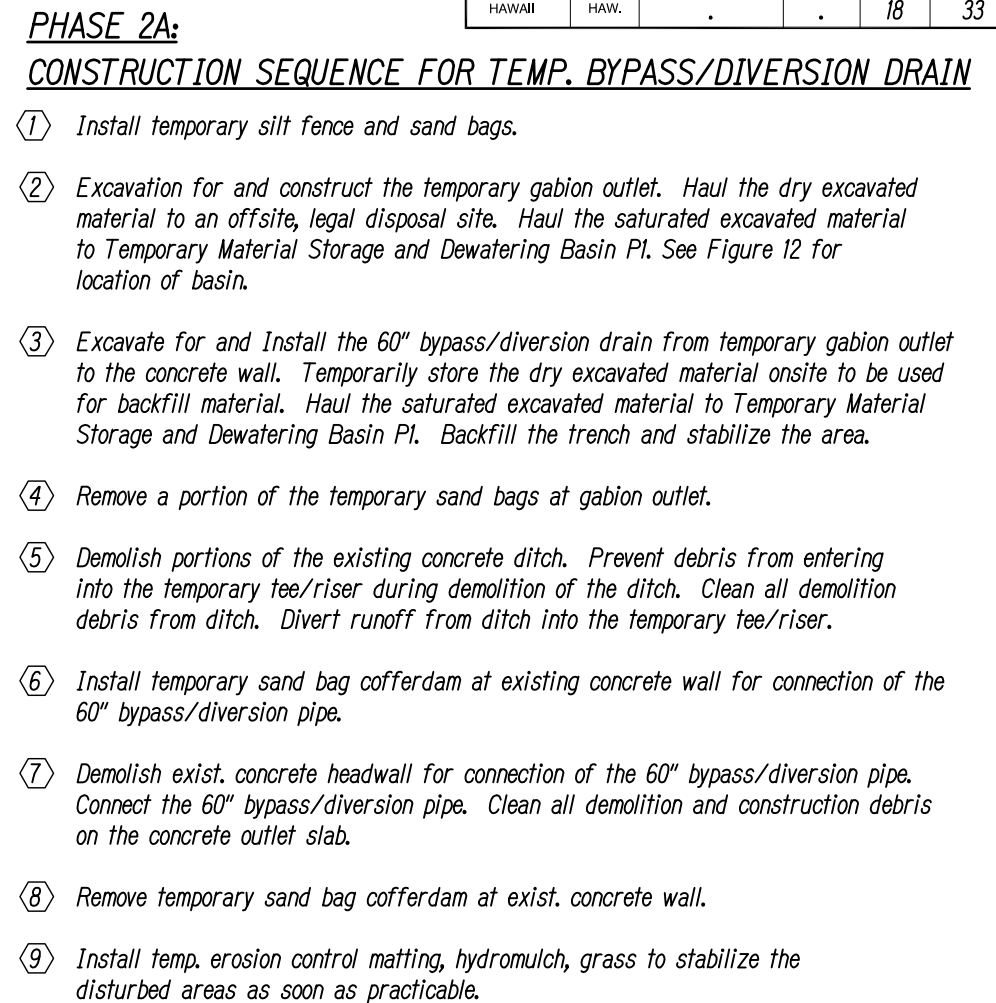 HAWAII HAW. . . 18 33
PHASE 2A:
CONSTRUCTION SEQUENCE FOR TEMP. BYPASS/DIVERSION DRAIN
1 Install temporary silt fence and sand bags.
2 Excavation for and construct the temporary gabion outlet. Haul the dry excavated
material to an offsite, legal disposal site. Haul the saturated excavated material
to Temporary Material Storage and Dewatering Basin P1. See Figure 12 for
location of basin.
3 Excavate for and Install the 60" bypass/diversion drain from temporary gabion outlet
to the concrete wall. Temporarily store the dry excavated material onsite to be used
for backfill material. Haul the saturated excavated material to Temporary Material
Storage and Dewatering Basin P1. Backfill the trench and stabilize the area.
4 Remove a portion of the temporary sand bags at gabion outlet.
5 Demolish portions of the existing concrete ditch. Prevent debris from entering
into the temporary tee/riser during demolition of the ditch. Clean all demolition
debris from ditch. Divert runoff from ditch into the temporary tee/riser.
6 Install temporary sand bag cofferdam at existing concrete wall for connection of the
60" bypass/diversion pipe.
7 Demolish exist. concrete headwall for connection of the 60" bypass/diversion pipe.
Connect the 60" bypass/diversion pipe. Clean all demolition and construction debris
on the concrete outlet slab.
8 Remove temporary sand bag cofferdam at exist. concrete wall.
9 Install temp. erosion control matting, hydromulch, grass to stabilize the
disturbed areas as soon as practicable.